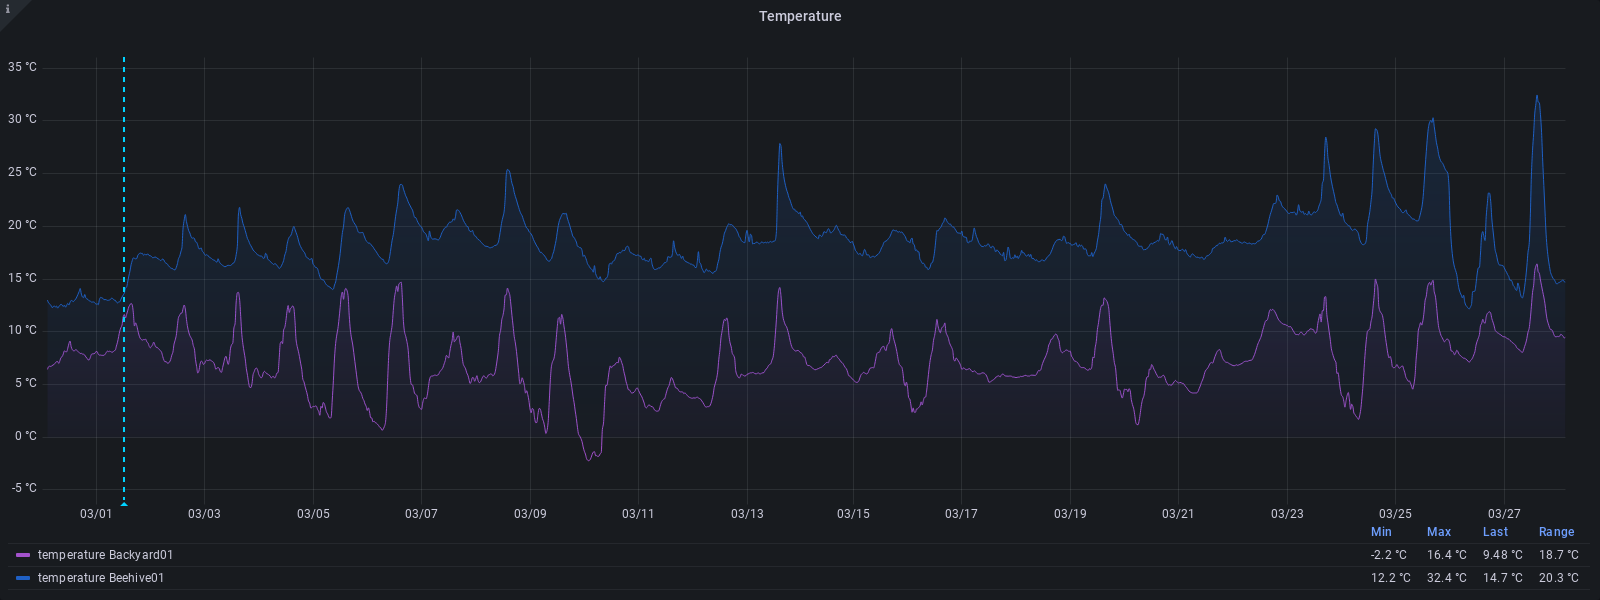 i
Temperature
35 °C
30 °C
25 °C
20 °C
15 °C
10 °C
5 °C
0 °C
-5 °C
03/01 03/03 03/05 03/07 03/09 03/11 03/13 03/15 03/17 03/19 03/21 03/23 03/25 03/27
Min Max Last Range
temperature Backyard01 -2.2 °C 16.4 °C 9.48 °C 18.7 °C
temperature Beehive01 12.2 °C 32.4 °C 14.7 °C 20.3 °C